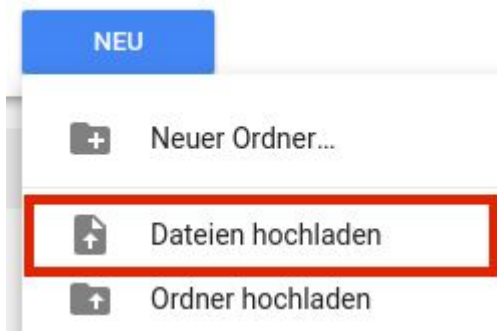 NEU
Neuer Ordner...
Dateien hochladen
Ordner hochladen